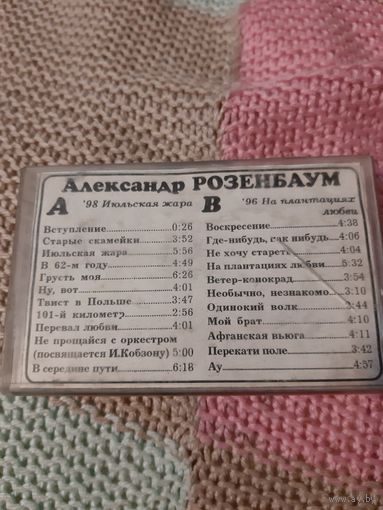 Александр РОЗЕНБАУМ
А '98 Июльская жара
Вступление 0:26
Старые скамейки 3:52
Июльская жара 5:56
В 62-м году 4:49
Грусть моя 6:26
Ну, вот 4:01
Твист в Польше 3:47
101-й километр 2:56
Перевал любви 4:01
Не прощайся с оркестром
(посвящается И.Кобзону) 5:00
В середине пути 6:18
В '96 На плантациях
любви
Воскресение 4:38
Где-нибудь, как нибудь 4:06
Не хочу стареть 4:04
На плантациях любви 5:32
Ветер-конокрад 3:54
Необычно, незнакомо 3:10
Одинокий волк 3:44
Мой брат 4:10
Афганская вьюга 4:11
Перекати поле 3:42
Ау 4:57
www.ay.by